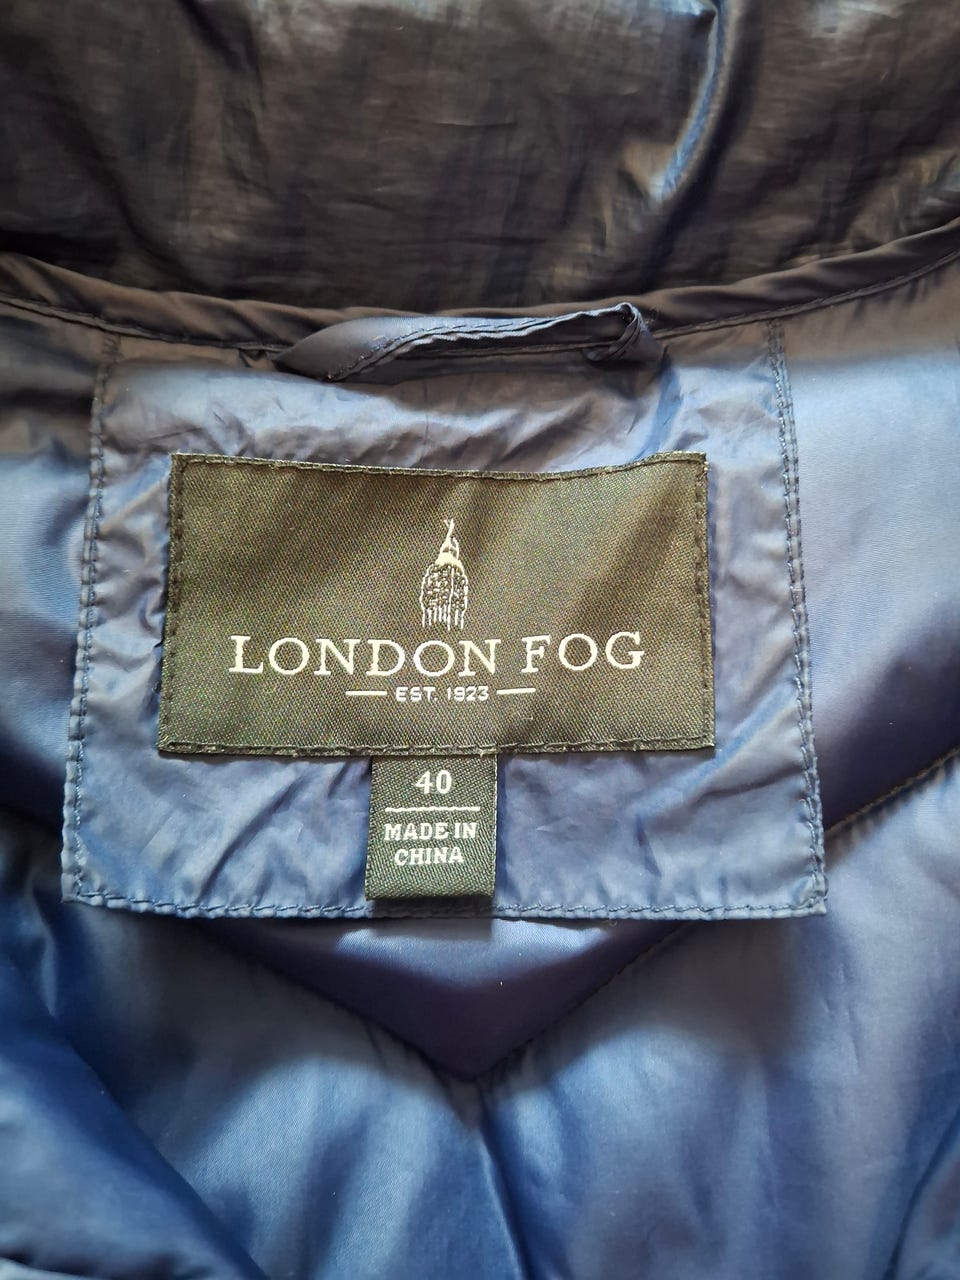 LONDON FOG
EST. 1923
40
MADE IN
CHINA